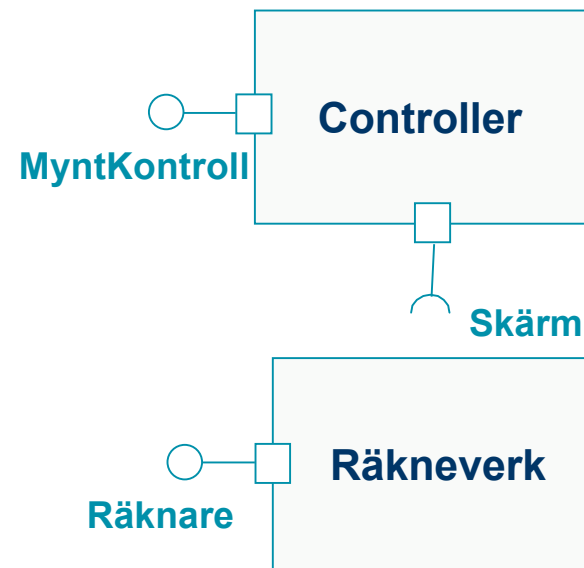 Controller
MyntKontroll
Skärm
Räkneverk
Räknare